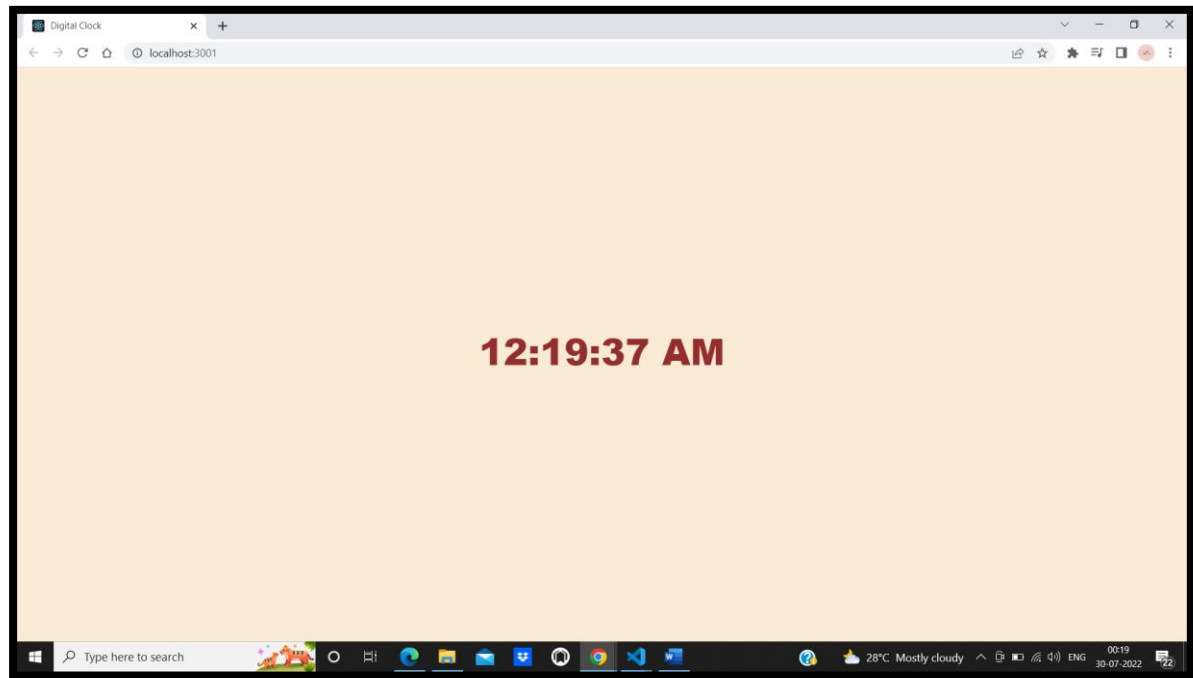 Digital Clock
localhost:3001
12:19:37 AM
Type here to search
28°C Mostly cloudy
ENG
00:19
30-07-2022
22